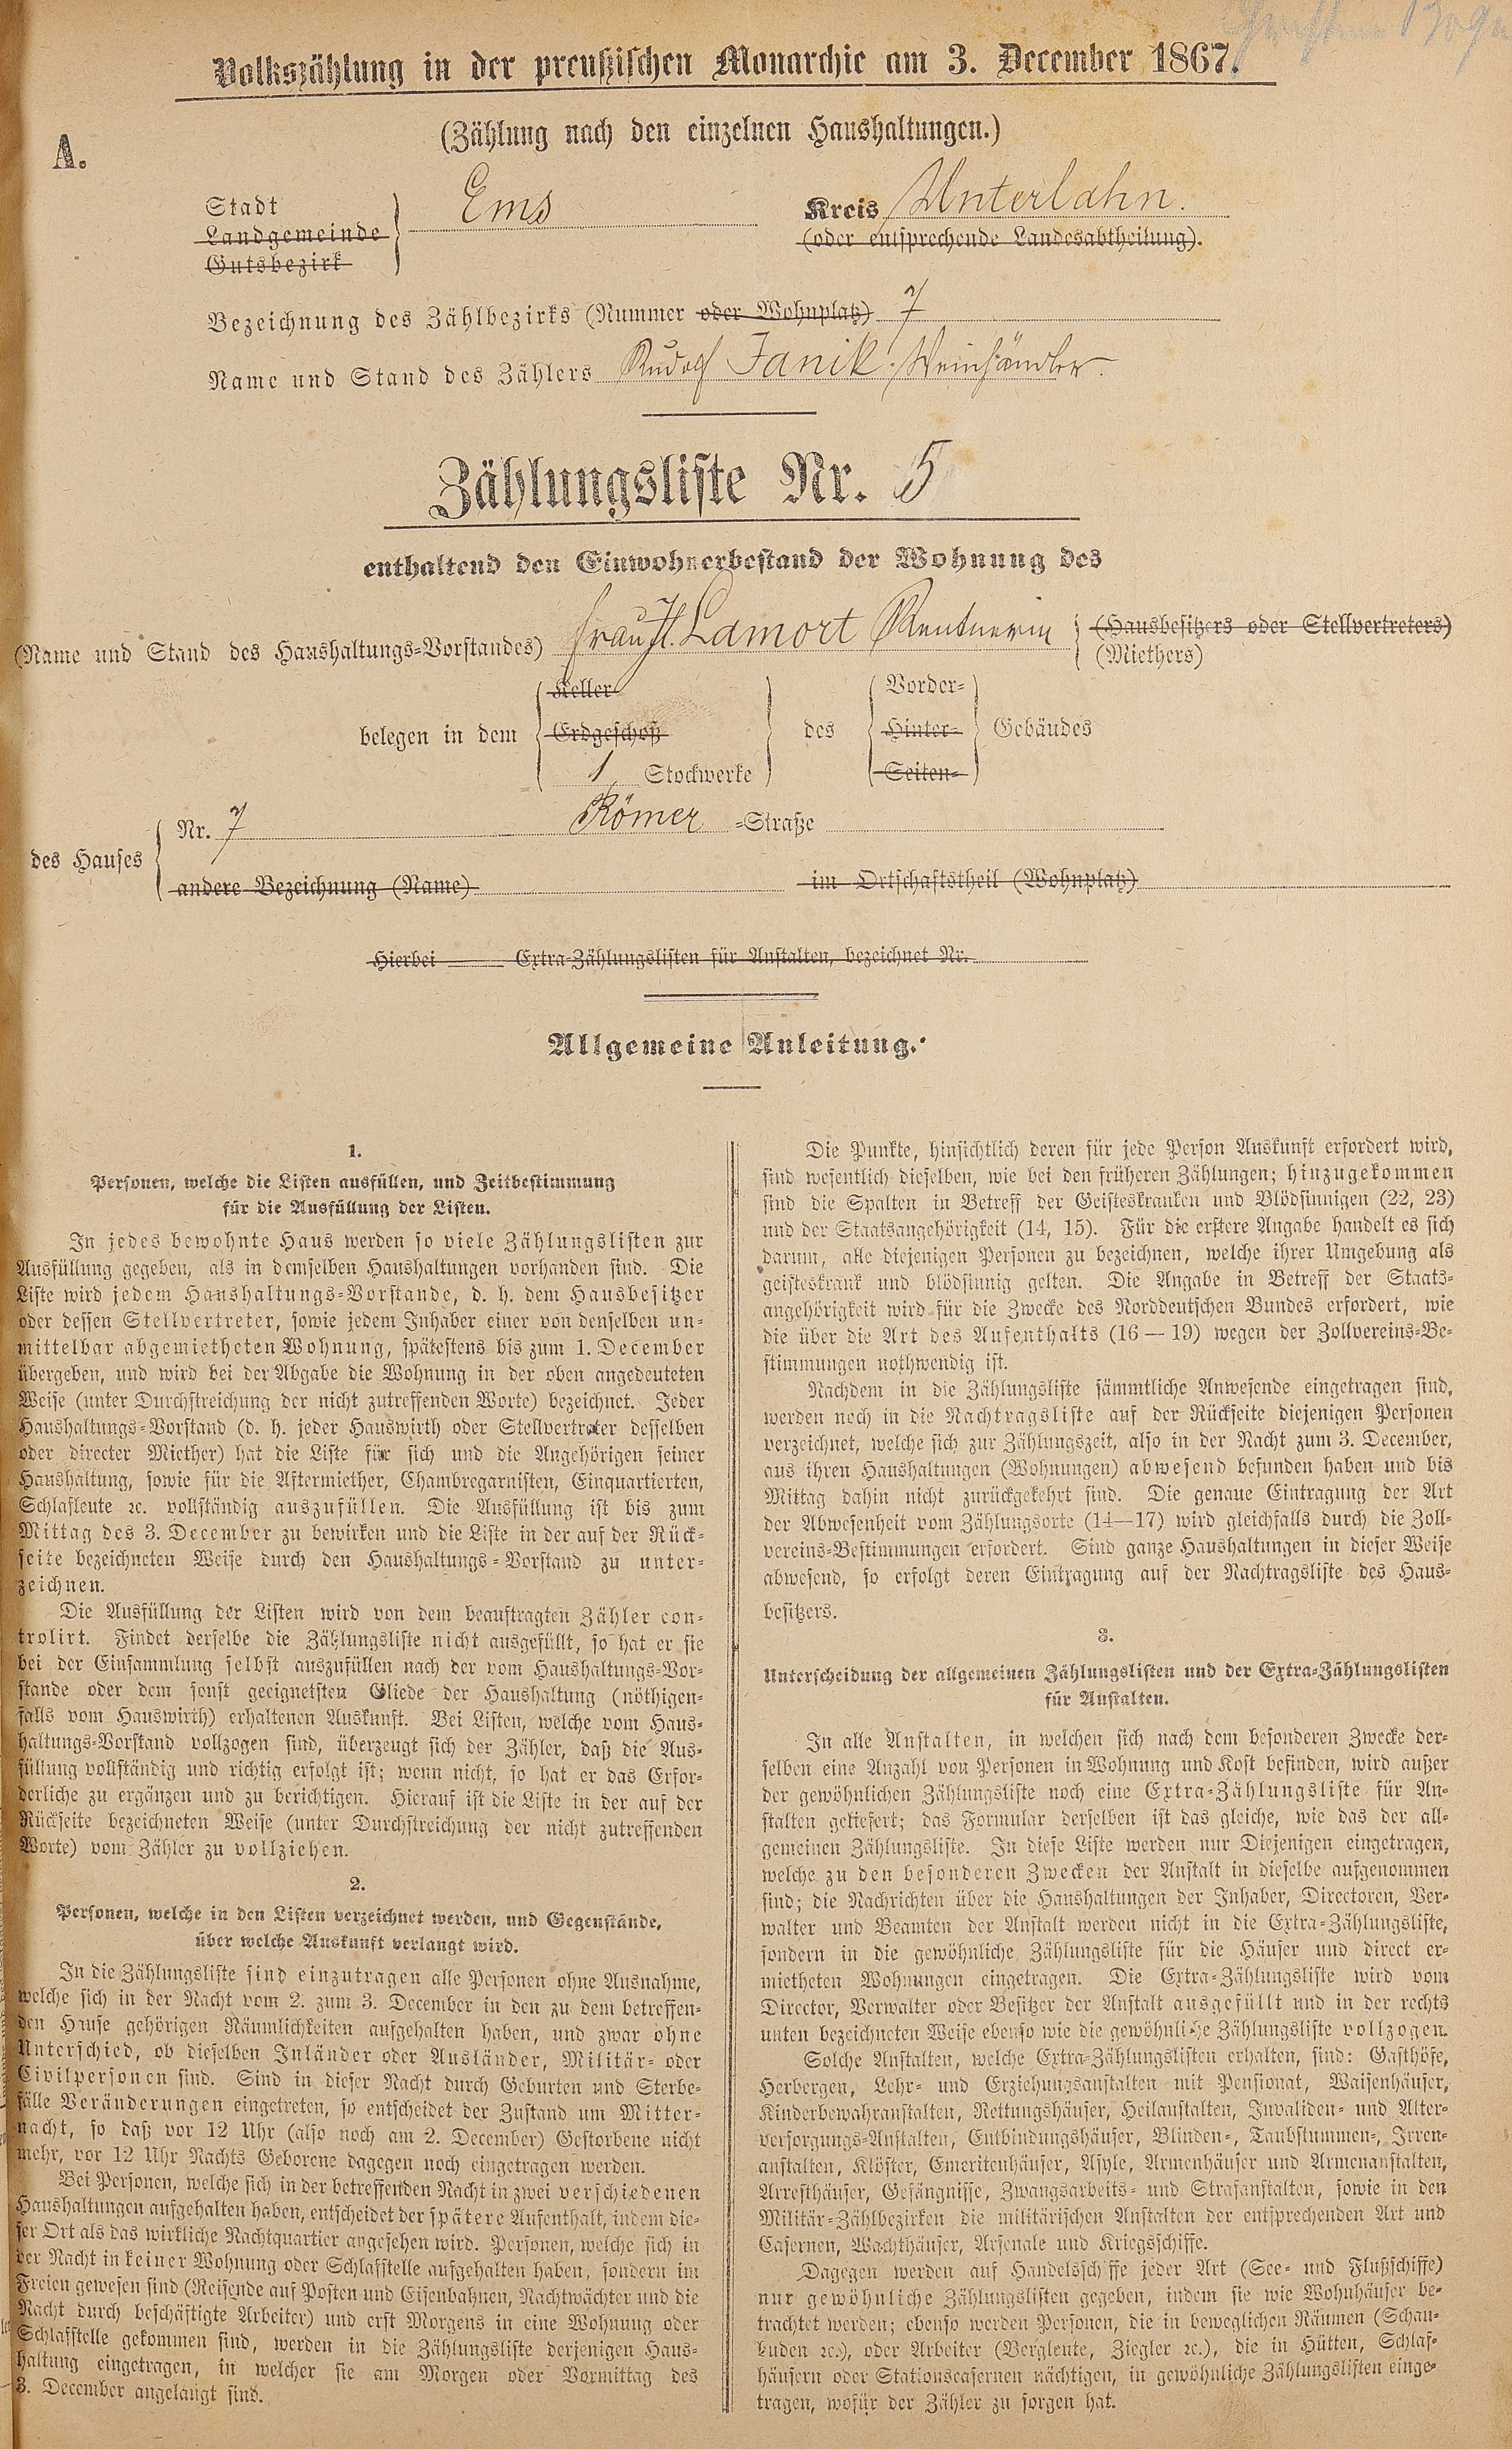 Volkszählung in der preußischen Monarchie am 3. December 1867.
(Zählung nach den einzelnen Haushaltungen.)
A.
Stadt Ems Kreis Unterlahn.
Landgemeinde (oder entsprechende Landesabtheilung).
Gutsbezirk
Bezeichnung des Zählbezirks (Nummer oder Wohnplatz) 7
Name und Stand des Zählers Rudolf Janik. Weinhändler.
Zählungsliste Nr. 5
enthaltend den Einwohnerbestand der Wohnung des
(Name und Stand des Haushaltungs-Vorstandes) Frau H. Lamort Rentnerin (Hausbesitzers oder Stellvertreters)
(Miethers)
Keller Vorder-
belegen in dem Erdgeschoß des Hinter- Gebäudes
1 Stockwerke Seiten-
Nr. 7 Römer -Straße
des Hauses
andere Bezeichnung (Name) im Ortschaftstheil (Wohnplatz)
Hierbei Extra-Zählungslisten für Anstalten, bezeichnet Nr.
Allgemeine Anleitung.
1.
Personen, welche die Listen ausfüllen, und Zeitbestimmung
für die Ausfüllung der Listen.
In jedes bewohnte Haus werden so viele Zählungslisten zur
Ausfüllung gegeben, als in demselben Haushaltungen vorhanden sind. Die
Liste wird jedem Haushaltungs-Vorstande, d. h. dem Hausbesitzer
oder dessen Stellvertreter, sowie jedem Inhaber einer von denselben un-
mittelbar abgemietheten Wohnung, spätestens bis zum 1. December
übergeben, und wird bei der Abgabe die Wohnung in der oben angedeuteten
Weise (unter Durchstreichung der nicht zutreffenden Worte) bezeichnet. Jeder
Haushaltungs-Vorstand (d. h. jeder Hauswirth oder Stellvertreter desselben
oder directer Miether) hat die Liste für sich und die Angehörigen seiner
Haushaltung, sowie für die Aftermiether, Chambregarnisten, Einquartierten,
Schlafleute ꝛc. vollständig auszufüllen. Die Ausfüllung ist bis zum
Mittag des 3. December zu bewirken und die Liste in der auf der Rück-
seite bezeichneten Weise durch den Haushaltungs-Vorstand zu unter-
zeichnen.
Die Ausfüllung der Listen wird von dem beauftragten Zähler con-
trolirt. Findet derselbe die Zählungsliste nicht ausgefüllt, so hat er sie
bei der Einsammlung selbst auszufüllen nach der vom Haushaltungs-Vor-
stande oder dem sonst geeignetsten Gliede der Haushaltung (nöthigen-
falls vom Hauswirth) erhaltenen Auskunft. Bei Listen, welche vom Haus-
haltungs-Vorstand vollzogen sind, überzeugt sich der Zähler, daß die Aus-
füllung vollständig und richtig erfolgt ist; wenn nicht, so hat er das Erfor-
derliche zu ergänzen und zu berichtigen. Hierauf ist die Liste in der auf der
Rückseite bezeichneten Weise (unter Durchstreichung der nicht zutreffenden
Worte) vom Zähler zu vollziehen.
2.
Personen, welche in den Listen verzeichnet werden, und Gegenstände,
über welche Auskunft verlangt wird.
In die Zählungsliste sind einzutragen alle Personen ohne Ausnahme,
welche sich in der Nacht vom 2. zum 3. December in den zu dem betreffen-
den Hause gehörigen Räumlichkeiten aufgehalten haben, und zwar ohne
Unterschied, ob dieselben Inländer oder Ausländer, Militär- oder
Civilpersonen sind. Sind in dieser Nacht durch Geburten und Sterbe-
fälle Veränderungen eingetreten, so entscheidet der Zustand um Mitter-
nacht, so daß vor 12 Uhr (also noch am 2. December) Gestorbene nicht
mehr, vor 12 Uhr Nachts Geborene dagegen noch eingetragen werden.
Bei Personen, welche sich in der betreffenden Nacht in zwei verschiedenen
Haushaltungen aufgehalten haben, entscheidet der spätere Aufenthalt, indem die-
ser Ort als das wirkliche Nachtquartier angesehen wird. Personen, welche sich in
der Nacht in keiner Wohnung oder Schlafstelle aufgehalten haben, sondern im
Freien gewesen sind (Reisende auf Posten und Eisenbahnen, Nachtwächter und die
Nacht durch beschäftigte Arbeiter) und erst Morgens in eine Wohnung oder
Schlafstelle gekommen sind, werden in die Zählungsliste derjenigen Haus-
haltung eingetragen, in welcher sie am Morgen oder Vormittag des
3. December angelangt sind.
Die Punkte, hinsichtlich deren für jede Person Auskunft erfordert wird,
sind wesentlich dieselben, wie bei den früheren Zählungen; hinzugekommen
sind die Spalten in Betreff der Geisteskranken und Blödsinnigen (22, 23)
und der Staatsangehörigkeit (14, 15). Für die erstere Angabe handelt es sich
darum, alle diejenigen Personen zu bezeichnen, welche ihrer Umgebung als
geisteskrank und blödsinnig gelten. Die Angabe in Betreff der Staats-
angehörigkeit wird für die Zwecke des Norddeutschen Bundes erfordert, wie
die über die Art des Aufenthalts (16—19) wegen der Zollvereins-Be-
stimmungen nothwendig ist.
Nachdem in die Zählungsliste sämmtliche Anwesende eingetragen sind,
werden noch in die Nachtragsliste auf der Rückseite diejenigen Personen
verzeichnet, welche sich zur Zählungszeit, also in der Nacht zum 3. December,
aus ihren Haushaltungen (Wohnungen) abwesend befunden haben und bis
Mittag dahin nicht zurückgekehrt sind. Die genaue Eintragung der Art
der Abwesenheit vom Zählungsorte (14—17) wird gleichfalls durch die Zoll-
vereins-Bestimmungen erfordert. Sind ganze Haushaltungen in dieser Weise
abwesend, so erfolgt deren Eintragung auf der Nachtragsliste des Haus-
besitzers.
3.
Unterscheidung der allgemeinen Zählungslisten und der Extra-Zählungslisten
für Anstalten.
In alle Anstalten, in welchen sich nach dem besonderen Zwecke der-
selben eine Anzahl von Personen in Wohnung und Kost befinden, wird außer
der gewöhnlichen Zählungsliste noch eine Extra-Zählungsliste für An-
stalten geliefert; das Formular derselben ist das gleiche, wie das der all-
gemeinen Zählungsliste. In diese Liste werden nur Diejenigen eingetragen,
welche zu den besonderen Zwecken der Anstalt in dieselbe aufgenommen
sind; die Nachrichten über die Haushaltungen der Inhaber, Directoren, Ver-
walter und Beamten der Anstalt werden nicht in die Extra-Zählungsliste,
sondern in die gewöhnliche Zählungsliste für die Häuser und direct er-
mietheten Wohnungen eingetragen. Die Extra-Zählungsliste wird vom
Director, Verwalter oder Besitzer der Anstalt ausgefüllt und in der rechts
unten bezeichneten Weise ebenso wie die gewöhnliche Zählungsliste vollzogen.
Solche Anstalten, welche Extra-Zählungslisten erhalten, sind: Gasthöfe,
Herbergen, Lehr- und Erziehungsanstalten mit Pensionat, Waisenhäuser,
Kinderbewahranstalten, Rettungshäuser, Heilanstalten, Invaliden- und Alter-
versorgungs-Anstalten, Entbindungshäuser, Blinden-, Taubstummen-, Irren-
anstalten, Klöster, Emeritenhäuser, Asyle, Armenhäuser und Armenanstalten,
Arresthäuser, Gefängnisse, Zwangsarbeits- und Strafanstalten, sowie in den
Militär-Zählbezirken die militärischen Anstalten der entsprechenden Art und
Casernen, Wachthäuser, Arsenale und Kriegsschiffe.
Dagegen werden auf Handelsschiffe jeder Art (See- und Flußschiffe)
nur gewöhnliche Zählungslisten gegeben, indem sie wie Wohnhäuser be-
trachtet werden; ebenso werden Personen, die in beweglichen Räumen (Schau-
buden ꝛc.), oder Arbeiter (Bergleute, Ziegler ꝛc.), die in Hütten, Schlaf-
häusern oder Stationscasernen nächtigen, in gewöhnliche Zählungslisten einge-
tragen, wofür der Zähler zu sorgen hat.